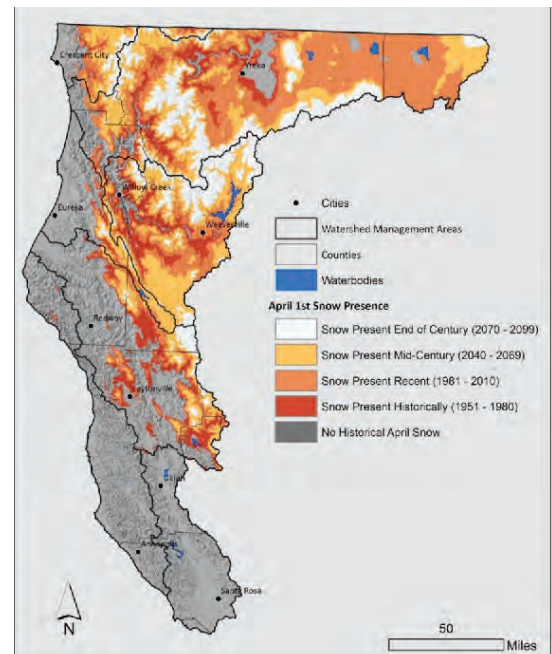 Crescent City
Yreka
Willow Creek
Eureka
Weaverville
Redway
Laytonville
Ukiah
Annapolis
Santa Rosa
Cities
Watershed Management Areas
Counties
Waterbodies
April 1st Snow Presence
Snow Present End of Century (2070 - 2099)
Snow Present Mid-Century (2040 - 2069)
Snow Present Recent (1981 - 2010)
Snow Present Historically (1951 - 1980)
No Historical April Snow
N
50
Miles